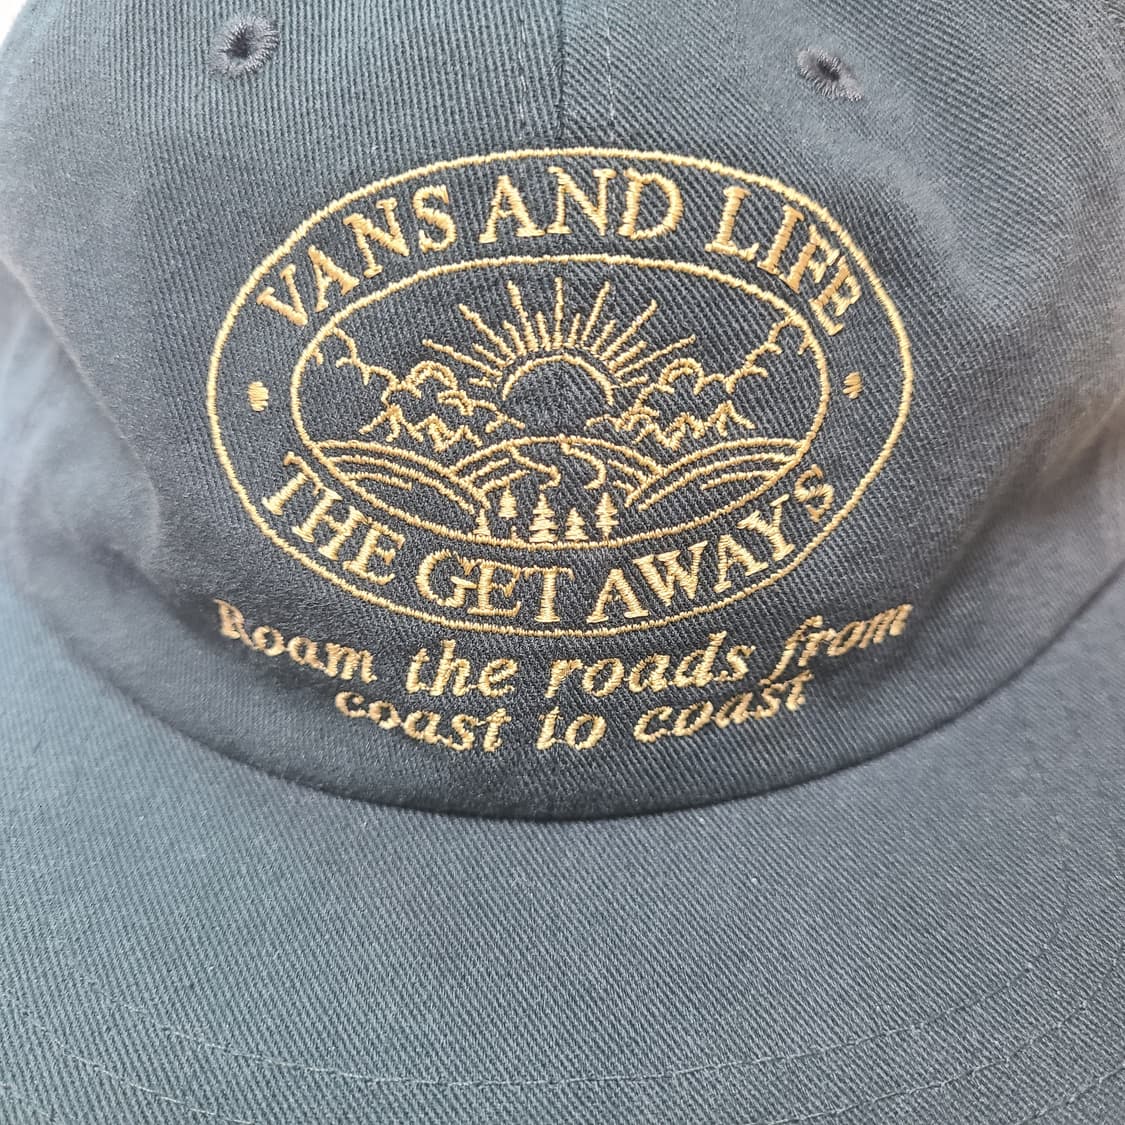 VANS AND LIFE
THE GET AWAYS
Roam the roads from
coast to coast